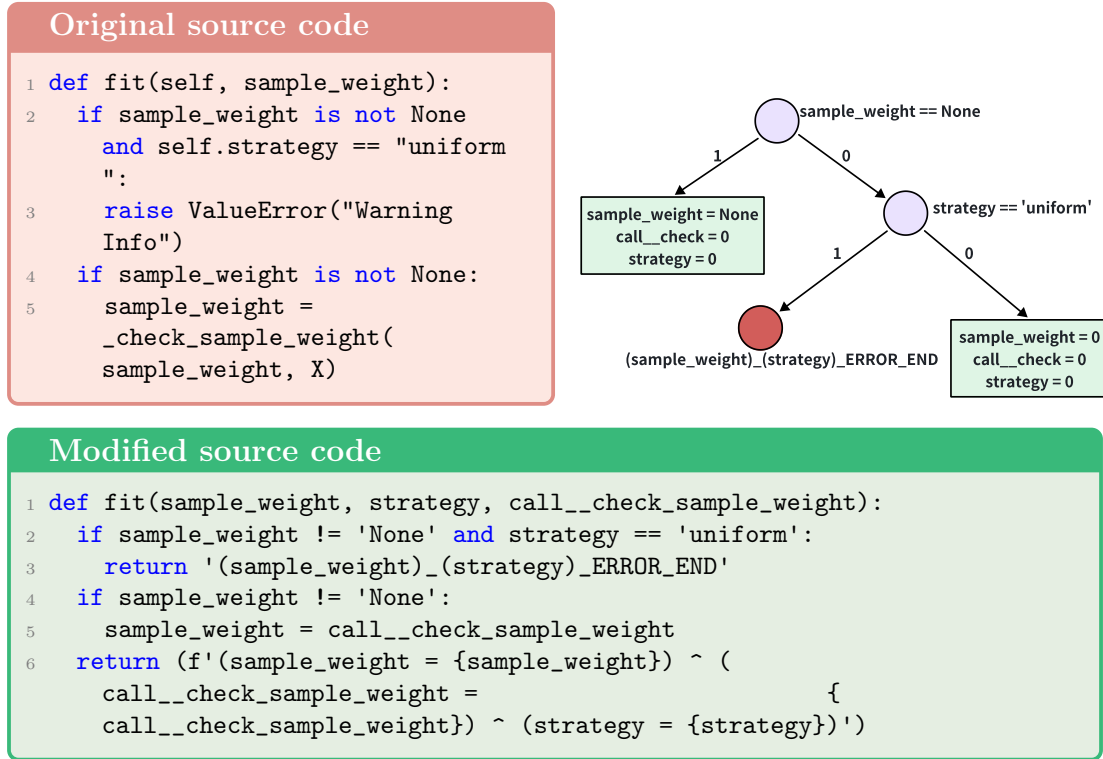 Original source code
1 def fit(self, sample_weight):
2 if sample_weight is not None
and self.strategy == "uniform
":
3 raise ValueError("Warning
Info")
4 if sample_weight is not None:
5 sample_weight =
_check_sample_weight(
sample_weight, X)
sample_weight == None
1
0
sample_weight = None
call__check = 0
strategy = 0
strategy == 'uniform'
1
0
(sample_weight)_(strategy)_ERROR_END
sample_weight = 0
call__check = 0
strategy = 0
Modified source code
1 def fit(sample_weight, strategy, call__check_sample_weight):
2 if sample_weight != 'None' and strategy == 'uniform':
3 return '(sample_weight)_(strategy)_ERROR_END'
4 if sample_weight != 'None':
5 sample_weight = call__check_sample_weight
6 return (f'(sample_weight = {sample_weight}) ^ (
call__check_sample_weight = {
call__check_sample_weight}) ^ (strategy = {strategy})')